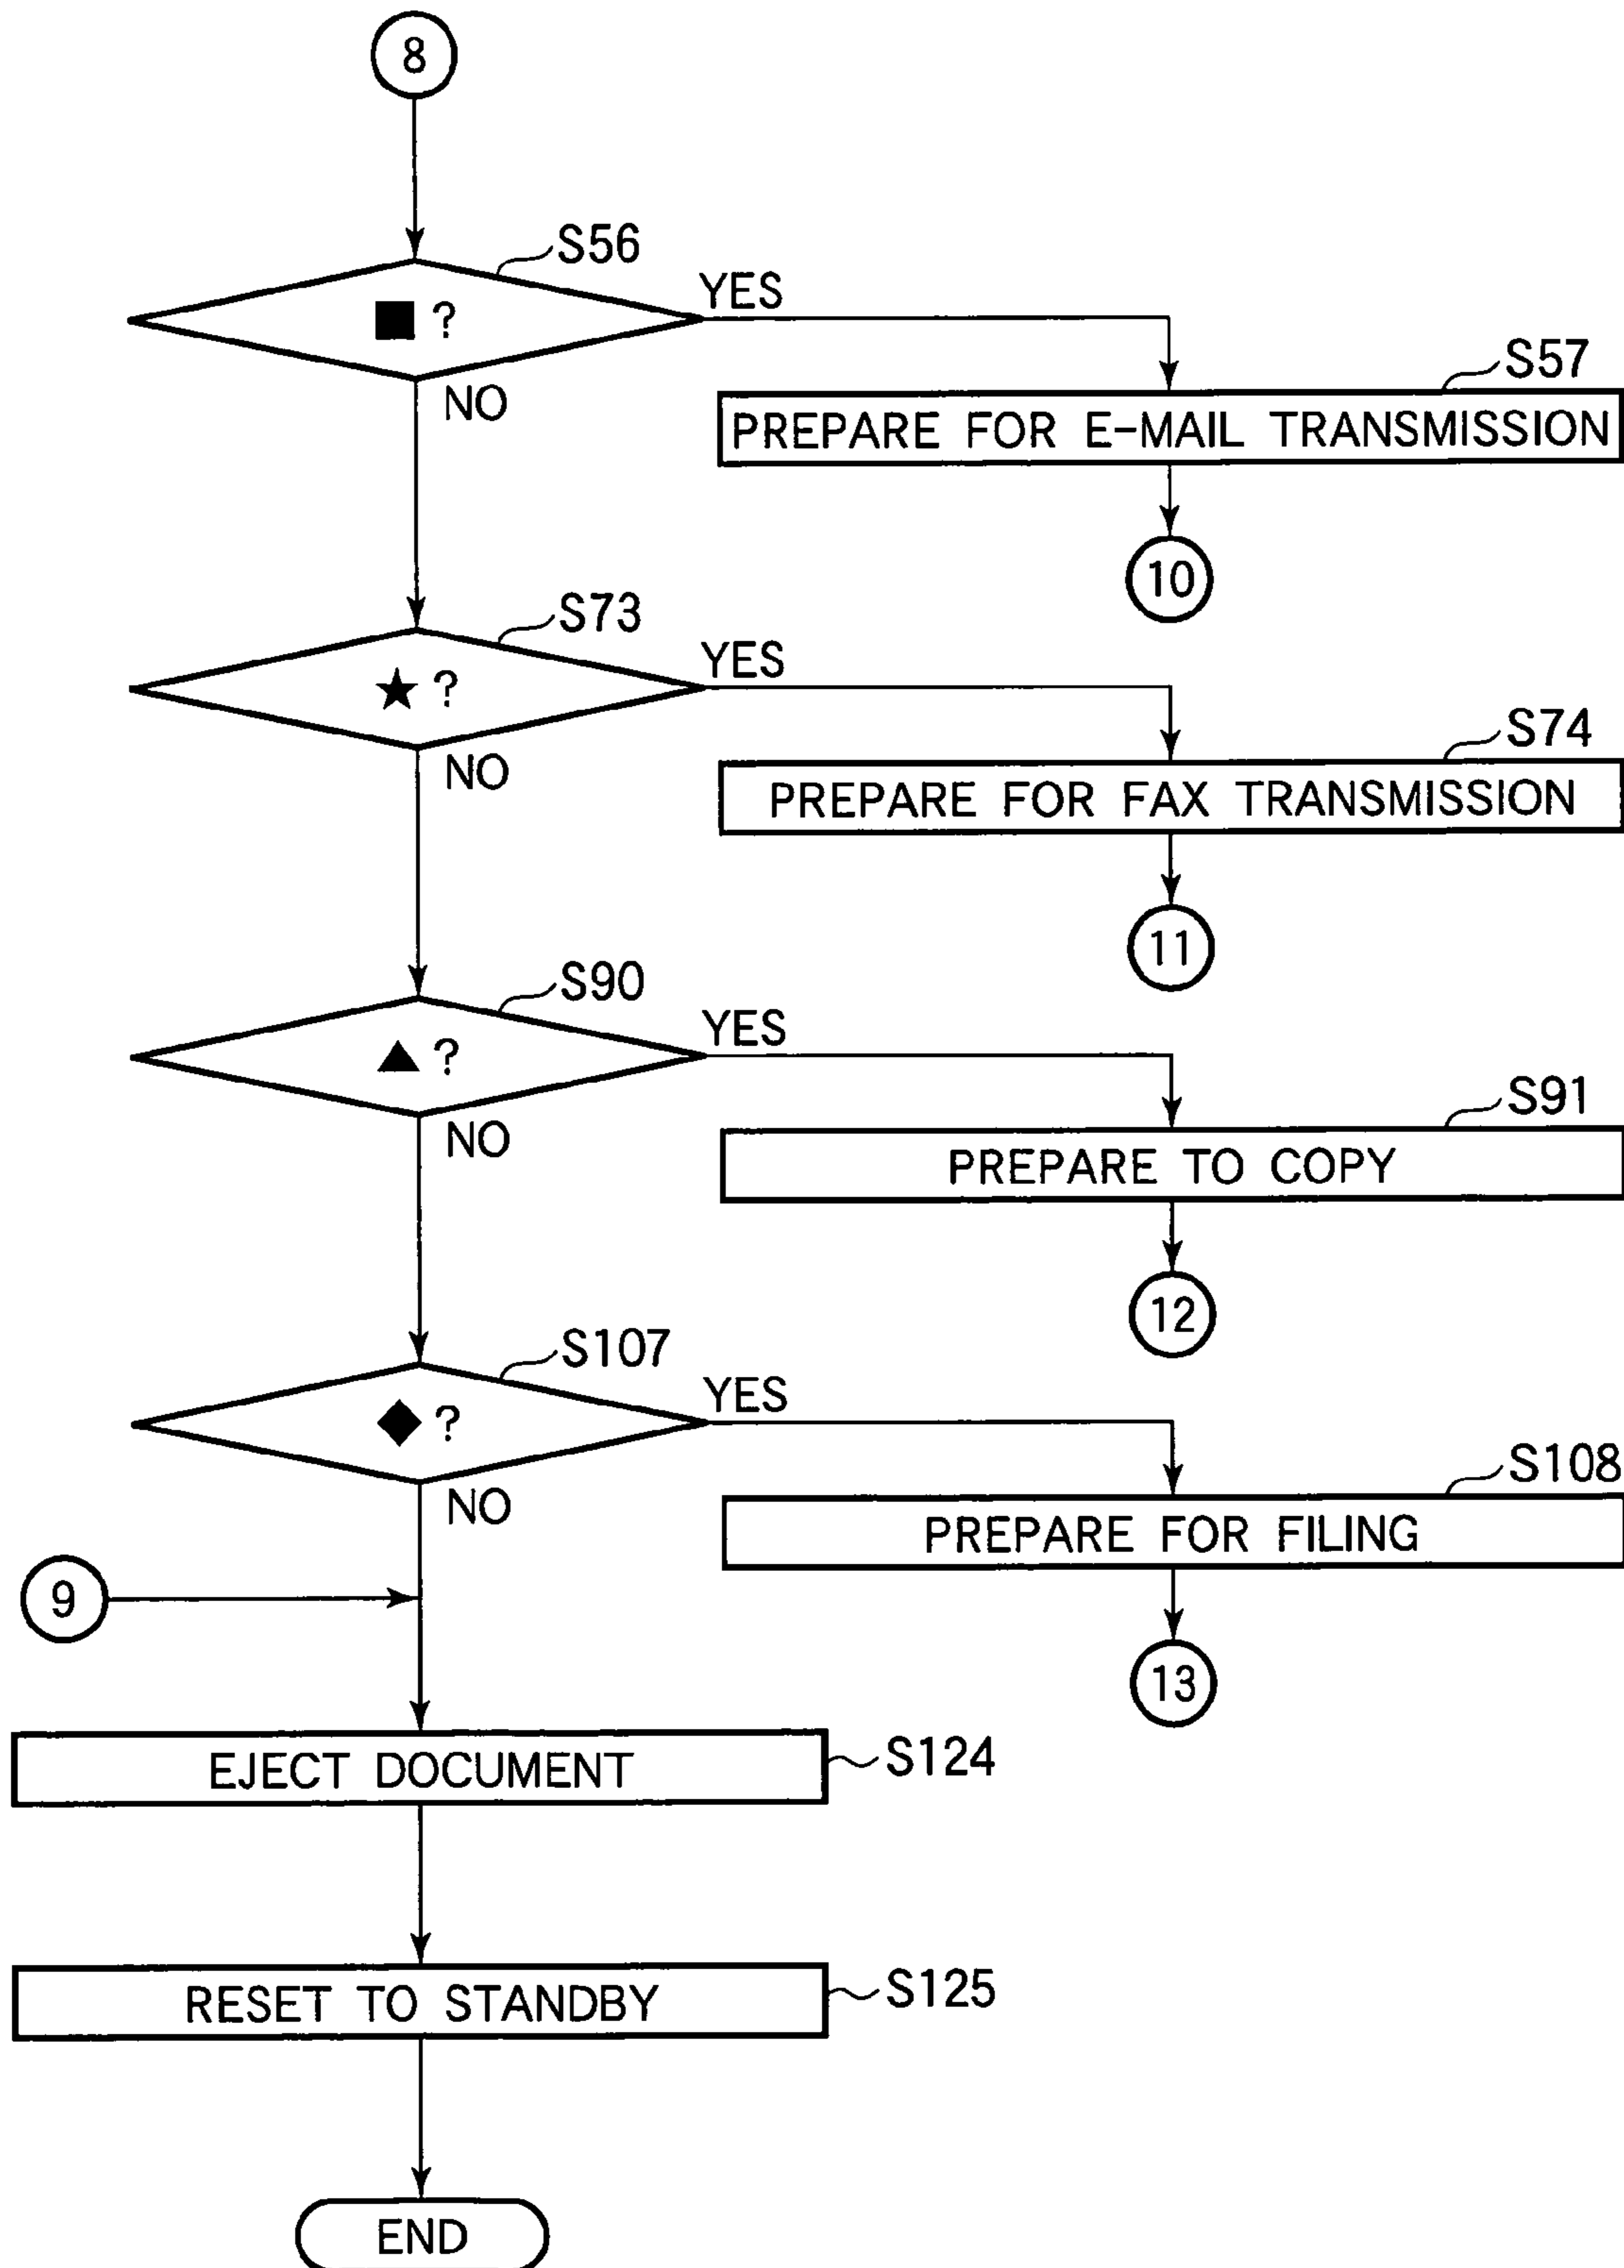 8
S56
■ ?
YES
NO
S57
PREPARE FOR E-MAIL TRANSMISSION
10
S73
★ ?
YES
NO
S74
PREPARE FOR FAX TRANSMISSION
11
S90
▲ ?
YES
NO
S91
PREPARE TO COPY
12
S107
◆ ?
YES
NO
S108
PREPARE FOR FILING
9
13
EJECT DOCUMENT
S124
RESET TO STANDBY
S125
END